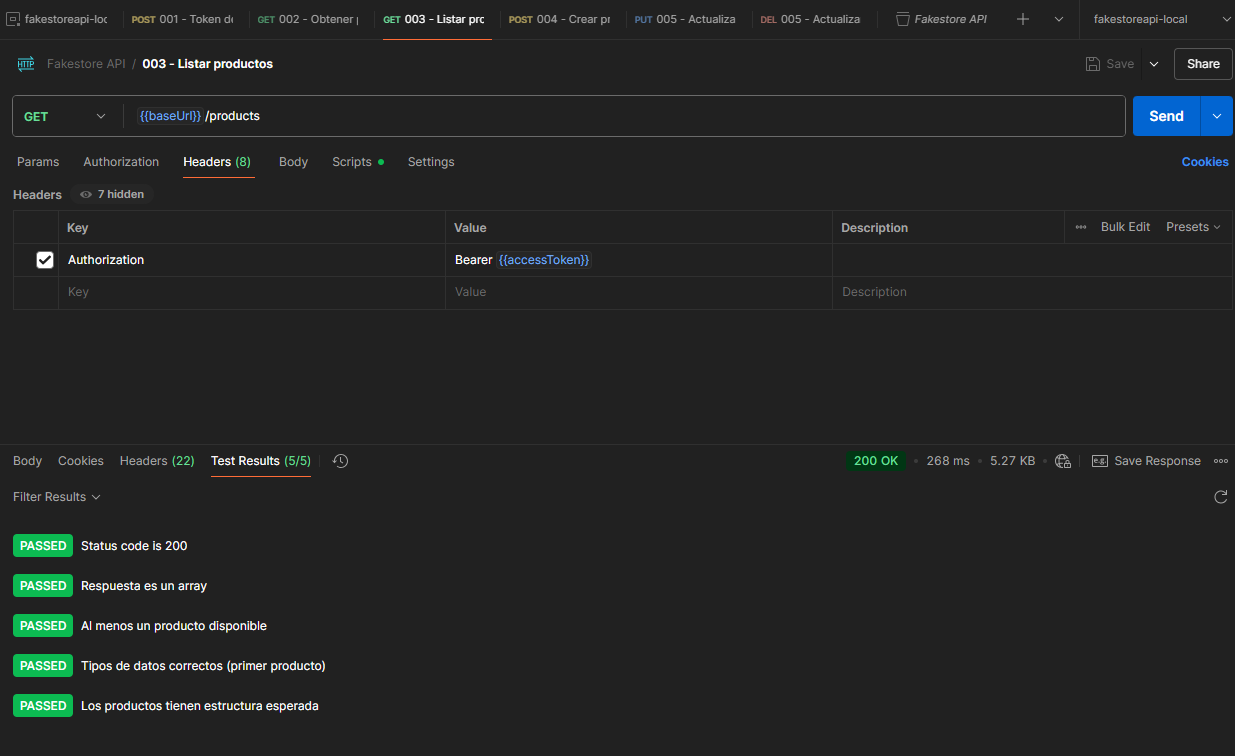 fakestoreapi-loc POST 001 - Token de GET 002 - Obtener p GET 003 - Listar prc POST 004 - Crear pr PUT 005 - Actualiza DEL 005 - Actualiza Fakestore API fakestoreapi-local
HTTP Fakestore API / 003 - Listar productos Save Share
GET {{baseUrl}} /products Send
Params Authorization Headers (8) Body Scripts Settings Cookies
Headers 7 hidden
Key Value Description Bulk Edit Presets
Authorization Bearer {{accessToken}}
Key Value Description
Body Cookies Headers (22) Test Results (5/5) 200 OK 268 ms 5.27 KB e.g. Save Response
Filter Results
PASSED Status code is 200
PASSED Respuesta es un array
PASSED Al menos un producto disponible
PASSED Tipos de datos correctos (primer producto)
PASSED Los productos tienen estructura esperada